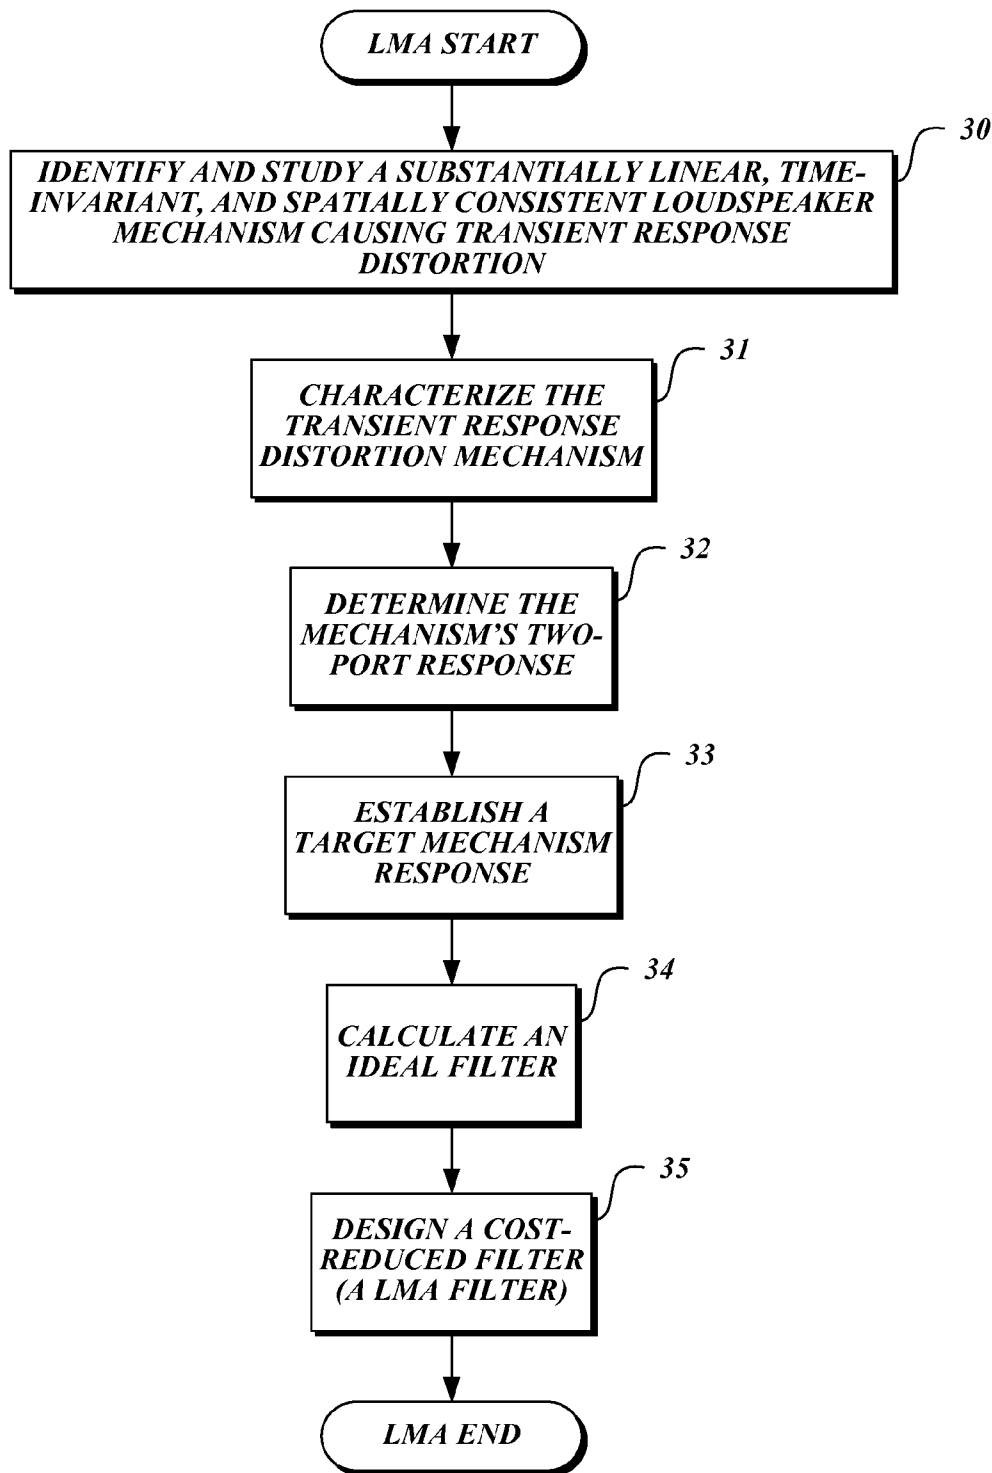 LMA START
30
IDENTIFY AND STUDY A SUBSTANTIALLY LINEAR, TIME-
INVARIANT, AND SPATIALLY CONSISTENT LOUDSPEAKER
MECHANISM CAUSING TRANSIENT RESPONSE
DISTORTION
31
CHARACTERIZE THE
TRANSIENT RESPONSE
DISTORTION MECHANISM
32
DETERMINE THE
MECHANISM'S TWO-
PORT RESPONSE
33
ESTABLISH A
TARGET MECHANISM
RESPONSE
34
CALCULATE AN
IDEAL FILTER
35
DESIGN A COST-
REDUCED FILTER
(A LMA FILTER)
LMA END